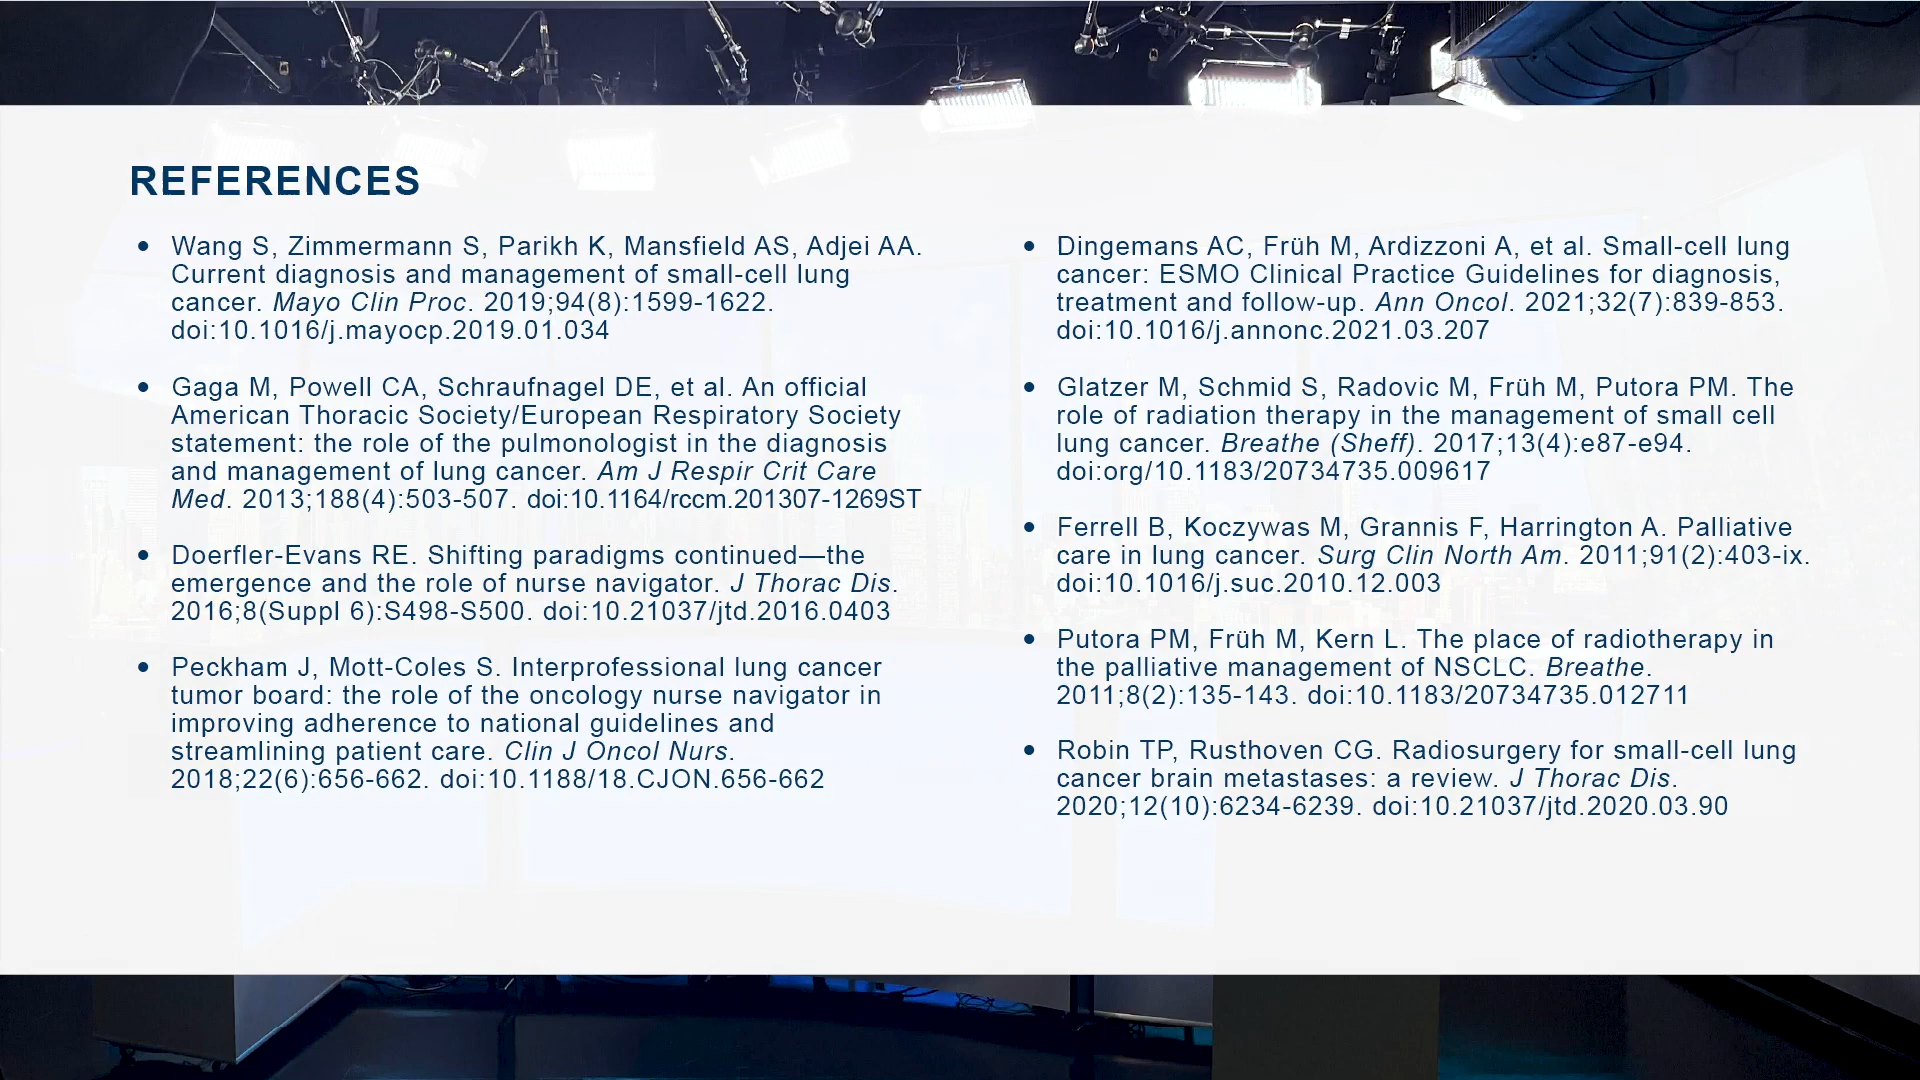 REFERENCES
• Wang S, Zimmermann S, Parikh K, Mansfield AS, Adjei AA.
Current diagnosis and management of small-cell lung
cancer. Mayo Clin Proc. 2019;94(8):1599-1622.
doi:10.1016/j.mayocp.2019.01.034
• Gaga M, Powell CA, Schraufnagel DE, et al. An official
American Thoracic Society/European Respiratory Society
statement: the role of the pulmonologist in the diagnosis
and management of lung cancer. Am J Respir Crit Care
Med. 2013;188(4):503-507. doi:10.1164/rccm.201307-1269ST
• Doerfler-Evans RE. Shifting paradigms continued—the
emergence and the role of nurse navigator. J Thorac Dis.
2016;8(Suppl 6):S498-S500. doi:10.21037/jtd.2016.0403
• Peckham J, Mott-Coles S. Interprofessional lung cancer
tumor board: the role of the oncology nurse navigator in
improving adherence to national guidelines and
streamlining patient care. Clin J Oncol Nurs.
2018;22(6):656-662. doi:10.1188/18.CJON.656-662
• Dingemans AC, Früh M, Ardizzoni A, et al. Small-cell lung
cancer: ESMO Clinical Practice Guidelines for diagnosis,
treatment and follow-up. Ann Oncol. 2021;32(7):839-853.
doi:10.1016/j.annonc.2021.03.207
• Glatzer M, Schmid S, Radovic M, Früh M, Putora PM. The
role of radiation therapy in the management of small cell
lung cancer. Breathe (Sheff). 2017;13(4):e87-e94.
doi:org/10.1183/20734735.009617
• Ferrell B, Koczywas M, Grannis F, Harrington A. Palliative
care in lung cancer. Surg Clin North Am. 2011;91(2):403-ix.
doi:10.1016/j.suc.2010.12.003
• Putora PM, Früh M, Kern L. The place of radiotherapy in
the palliative management of NSCLC. Breathe.
2011;8(2):135-143. doi:10.1183/20734735.012711
• Robin TP, Rusthoven CG. Radiosurgery for small-cell lung
cancer brain metastases: a review. J Thorac Dis.
2020;12(10):6234-6239. doi:10.21037/jtd.2020.03.90